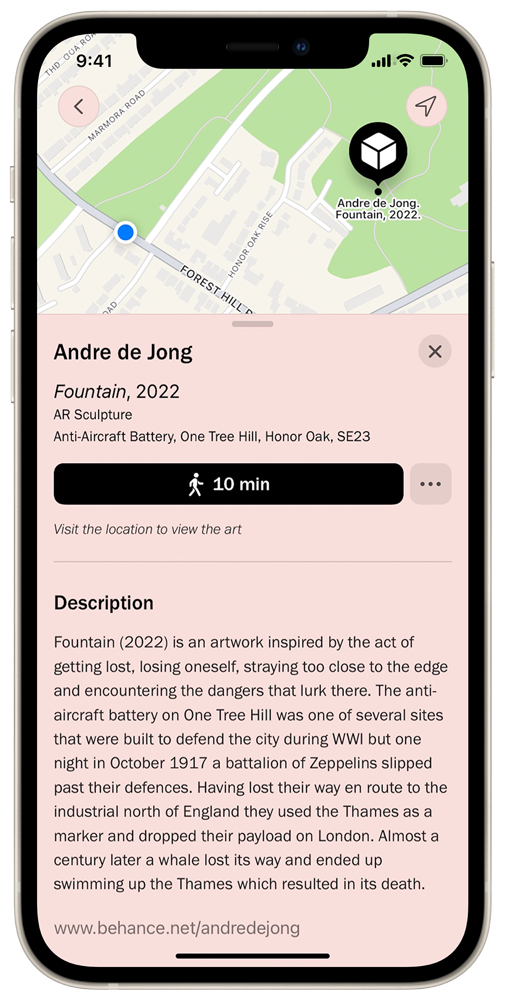 9:41
THO
OUA ROA
MARMORA ROAD
Andre de Jong.
Fountain, 2022.
HONOR OAK RISE
FOREST HILL R
OAD
Andre de Jong
Fountain, 2022
AR Sculpture
Anti-Aircraft Battery, One Tree Hill, Honor Oak, SE23
10 min
Visit the location to view the art
Description
Fountain (2022) is an artwork inspired by the act of
getting lost, losing oneself, straying too close to the edge
and encountering the dangers that lurk there. The anti-
aircraft battery on One Tree Hill was one of several sites
that were built to defend the city during WWI but one
night in October 1917 a battalion of Zeppelins slipped
past their defences. Having lost their way en route to the
industrial north of England they used the Thames as a
marker and dropped their payload on London. Almost a
century later a whale lost its way and ended up
swimming up the Thames which resulted in its death.
www.behance.net/andredejong